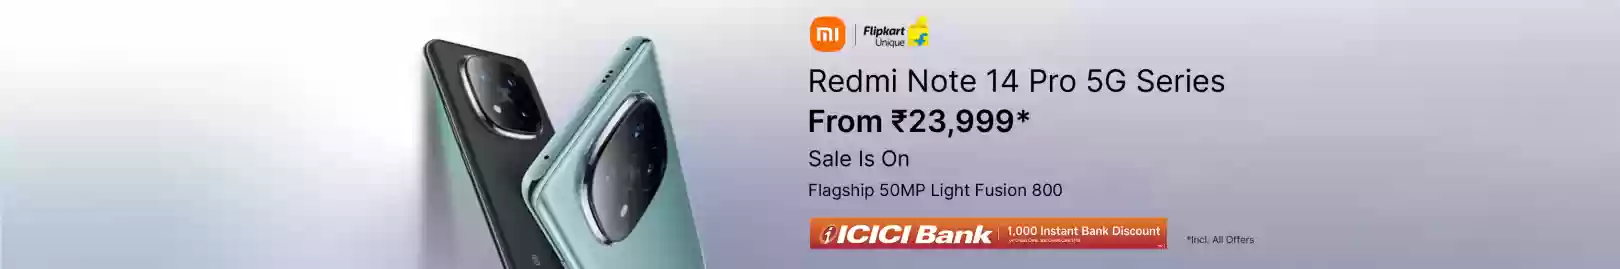 mi
Flipkart
Unique
Redmi Note 14 Pro 5G Series
From ₹23,999*
Sale Is On
Flagship 50MP Light Fusion 800
ICICI Bank
1,000 Instant Bank Discount
*Incl. All Offers